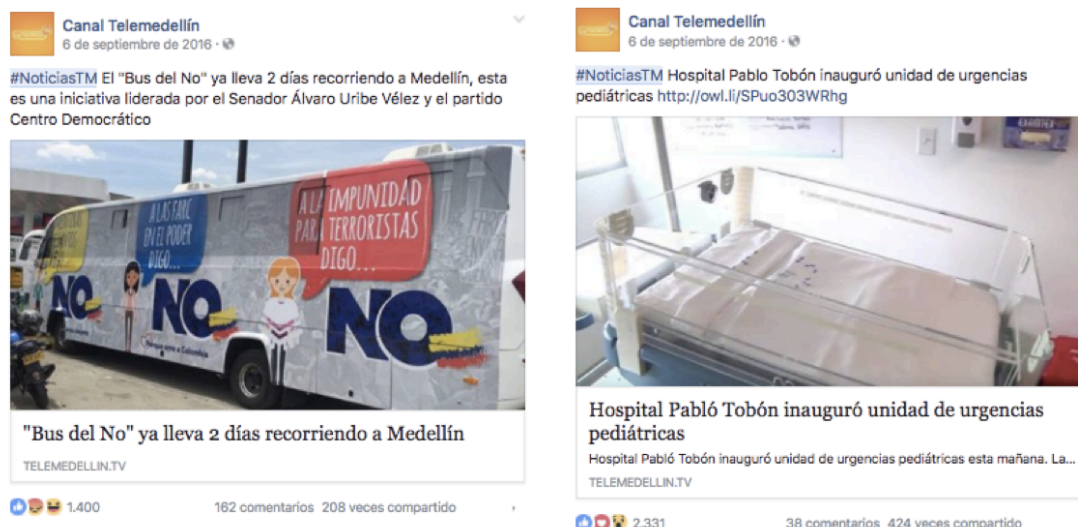 Canal Telemedellín
6 de septiembre de 2016 ·
#NoticiasTM El "Bus del No" ya lleva 2 días recorriendo a Medellín, esta
es una iniciativa liderada por el Senador Álvaro Uribe Vélez y el partido
Centro Democrático
A LAS FARC
EN EL PODER
DIGO...
A LA IMPUNIDAD
PARA TERRORISTAS
DIGO...
NO
NO
NO
Porque amo a Colombia
"Bus del No" ya lleva 2 días recorriendo a Medellín
TELEMEDELLIN.TV
1.400
162 comentarios 208 veces compartido
Canal Telemedellín
6 de septiembre de 2016 ·
#NoticiasTM Hospital Pablo Tobón inauguró unidad de urgencias
pediátricas http://owl.li/SPuo303WRhg
Hospital Pabló Tobón inauguró unidad de urgencias
pediátricas
Hospital Pabló Tobón inauguró unidad de urgencias pediátricas esta mañana. La...
TELEMEDELLIN.TV
2.331
38 comentarios 424 veces compartido